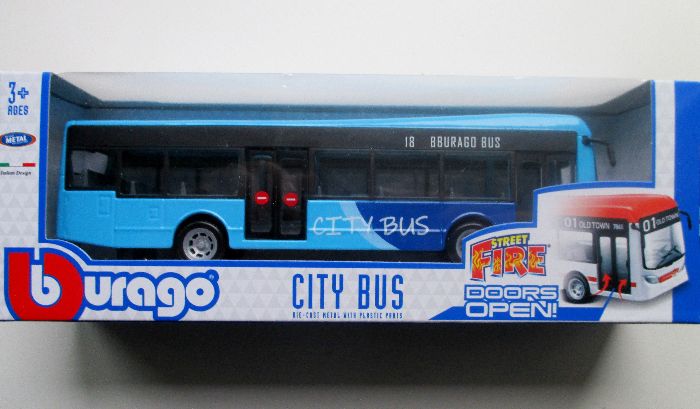 3+
AGES
METAL
Italian Design
18 BBURAGO BUS
CITY BUS
01 OLD TOWN
01 OLD TOWN
STREET
FIRE
DOORS
OPEN!
burago
CITY BUS
DIE-CAST METAL WITH PLASTIC PARTS